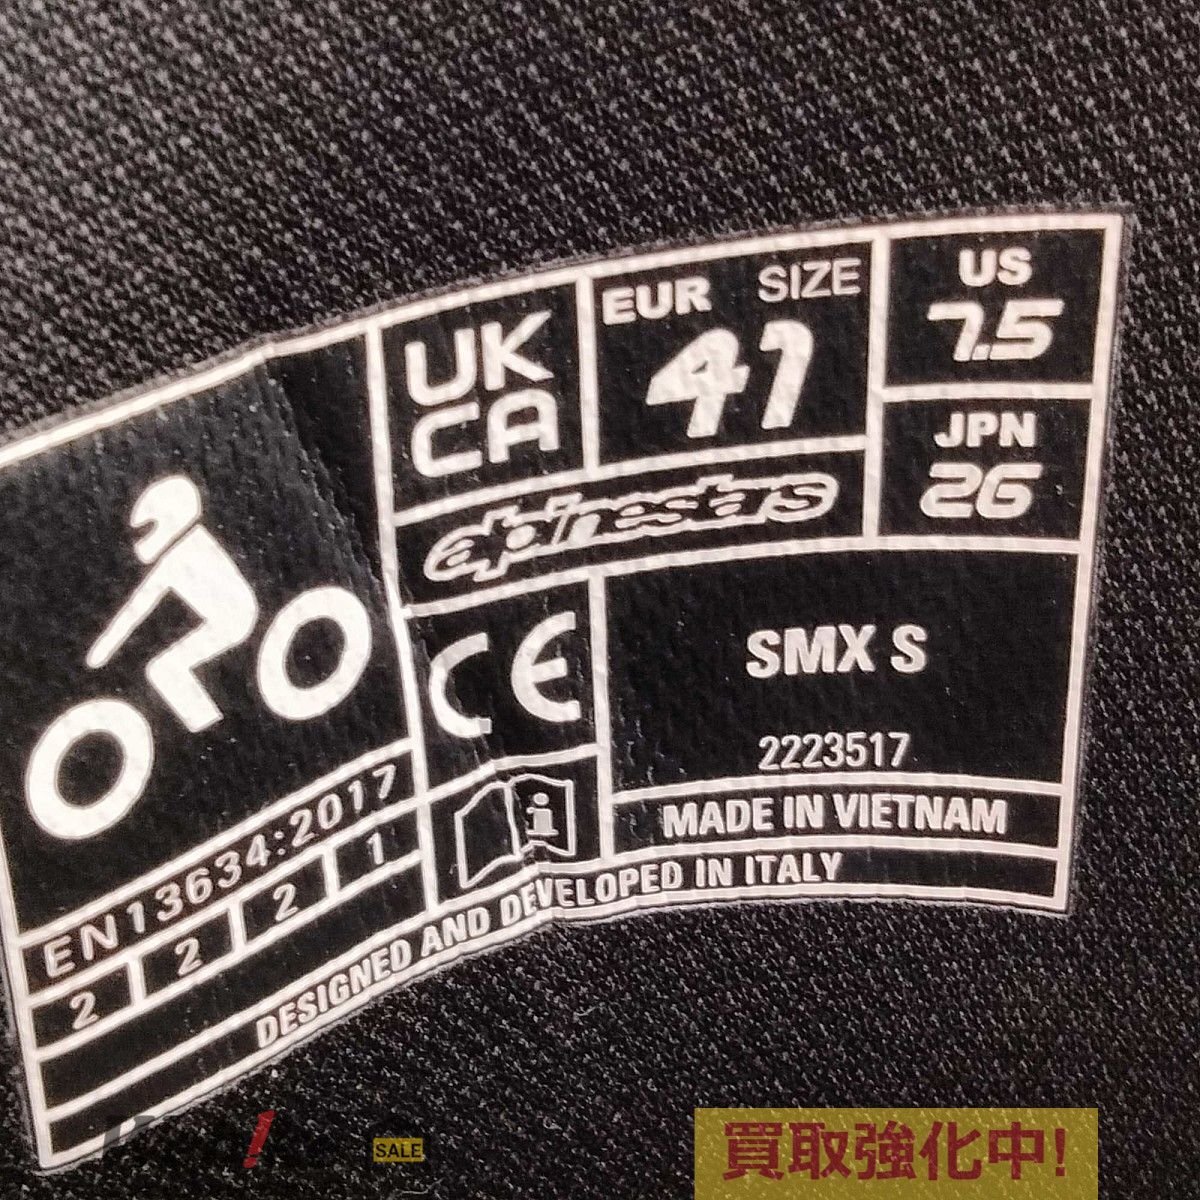 UK
CA
EUR SIZE
41
US
7.5
JPN
26
alpinestars
CE
SMX S
2223517
MADE IN VIETNAM
EN13634:2017
2 2 2 1
DESIGNED AND DEVELOPED IN ITALY
SALE
買取強化中!